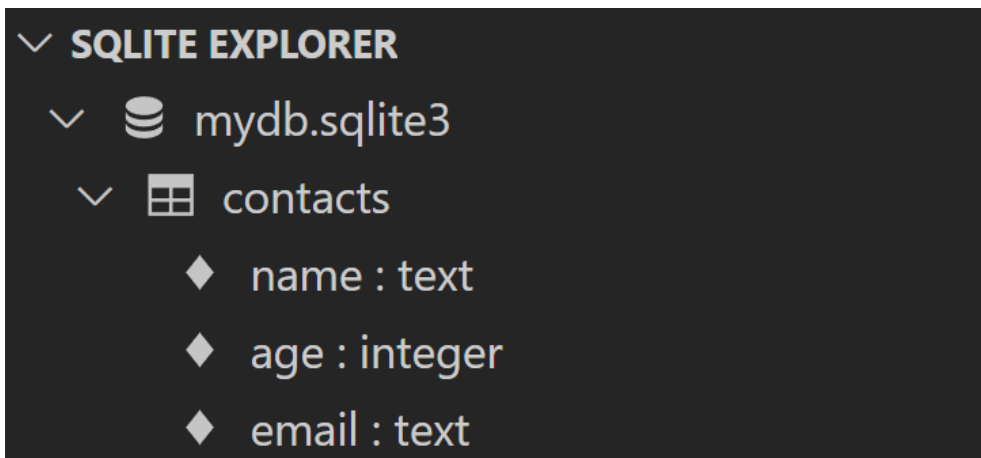 SQLITE EXPLORER
mydb.sqlite3
contacts
name : text
age : integer
email : text